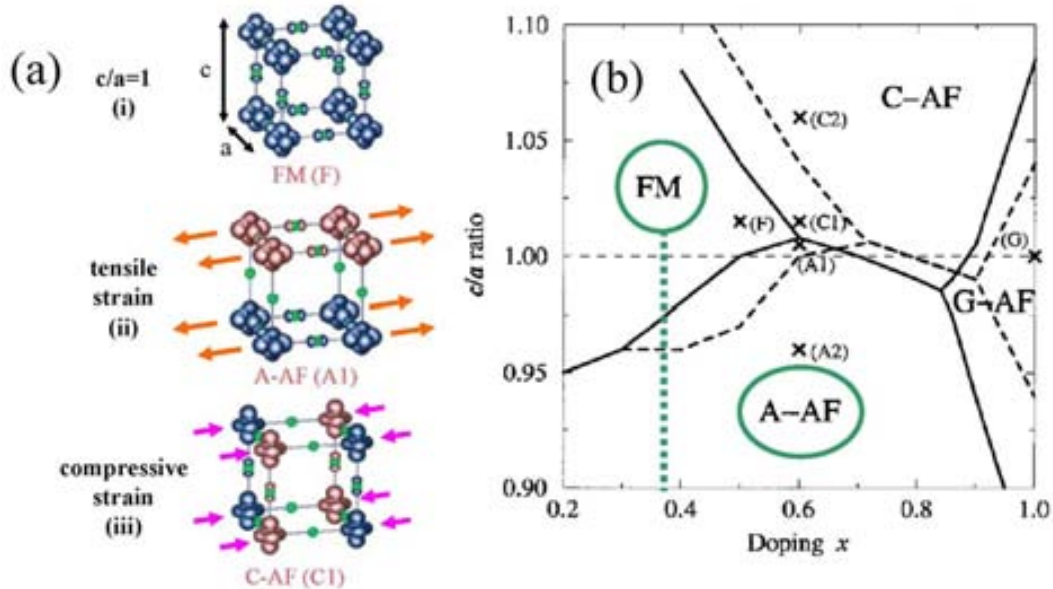 (a)
c/a=1
(i)
c
a
FM (F)
tensile
strain
(ii)
A-AF (A1)
compressive
strain
(iii)
C-AF (C1)
(b)
1.10
1.05
1.00
0.95
0.90
c/a ratio
C-AF
(C2)
FM
(F)
(C1)
(A1)
(G)
G-AF
(A2)
A-AF
0.2
0.4
0.6
0.8
1.0
Doping x